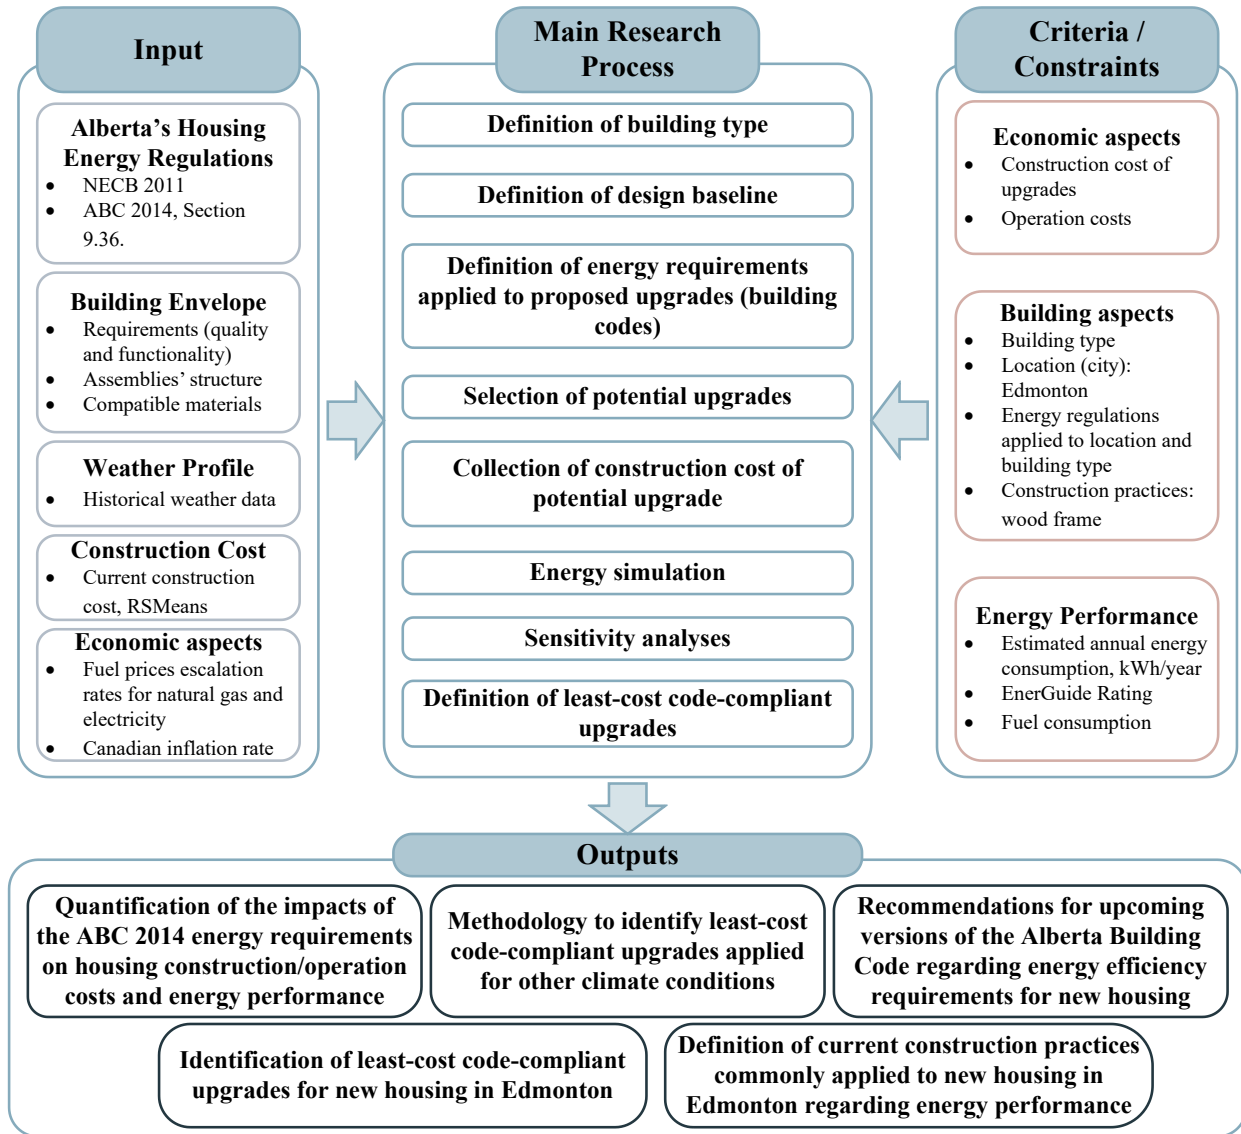 Input
Alberta's Housing
Energy Regulations
• NECB 2011
• ABC 2014, Section
9.36.
Building Envelope
• Requirements (quality
and functionality)
• Assemblies' structure
• Compatible materials
Weather Profile
• Historical weather data
Construction Cost
• Current construction
cost, RSMeans
Economic aspects
• Fuel prices escalation
rates for natural gas and
electricity
• Canadian inflation rate
Main Research
Process
Definition of building type
Definition of design baseline
Definition of energy requirements
applied to proposed upgrades (building
codes)
Selection of potential upgrades
Collection of construction cost of
potential upgrade
Energy simulation
Sensitivity analyses
Definition of least-cost code-compliant
upgrades
Criteria /
Constraints
Economic aspects
• Construction cost of
upgrades
• Operation costs
Building aspects
• Building type
• Location (city):
Edmonton
• Energy regulations
applied to location and
building type
• Construction practices:
wood frame
Energy Performance
• Estimated annual energy
consumption, kWh/year
• EnerGuide Rating
• Fuel consumption
Outputs
Quantification of the impacts of
the ABC 2014 energy requirements
on housing construction/operation
costs and energy performance
Methodology to identify least-cost
code-compliant upgrades applied
for other climate conditions
Recommendations for upcoming
versions of the Alberta Building
Code regarding energy efficiency
requirements for new housing
Identification of least-cost code-compliant
upgrades for new housing in Edmonton
Definition of current construction practices
commonly applied to new housing in
Edmonton regarding energy performance